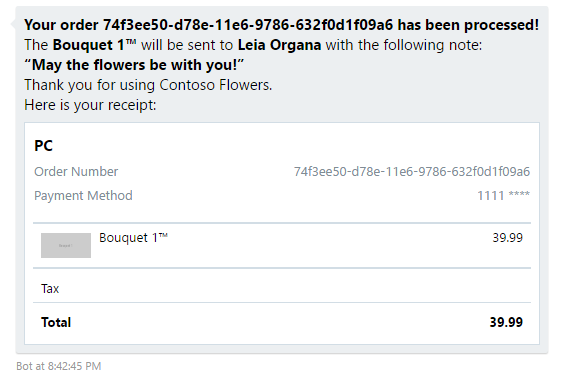 Your order 74f3ee50-d78e-11e6-9786-632f0d1f09a6 has been processed!
The Bouquet 1™ will be sent to Leia Organa with the following note:
“May the flowers be with you!”
Thank you for using Contoso Flowers.
Here is your receipt:
PC
Order Number 74f3ee50-d78e-11e6-9786-632f0d1f09a6
Payment Method 1111 ****
Bouquet 1™ 39.99
Tax
Total 39.99
Bot at 8:42:45 PM